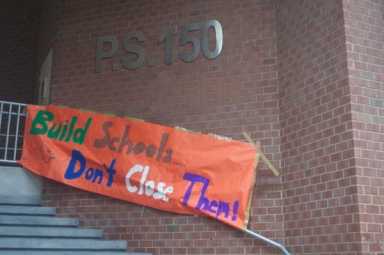 P.S. 150
Build Schools
Don't Close Them!